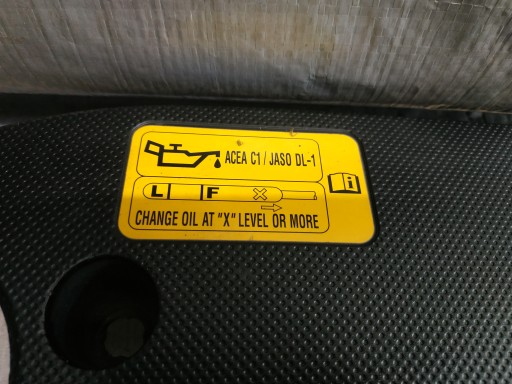 ACEA C1 / JASO DL-1
L F X
CHANGE OIL AT "X" LEVEL OR MORE